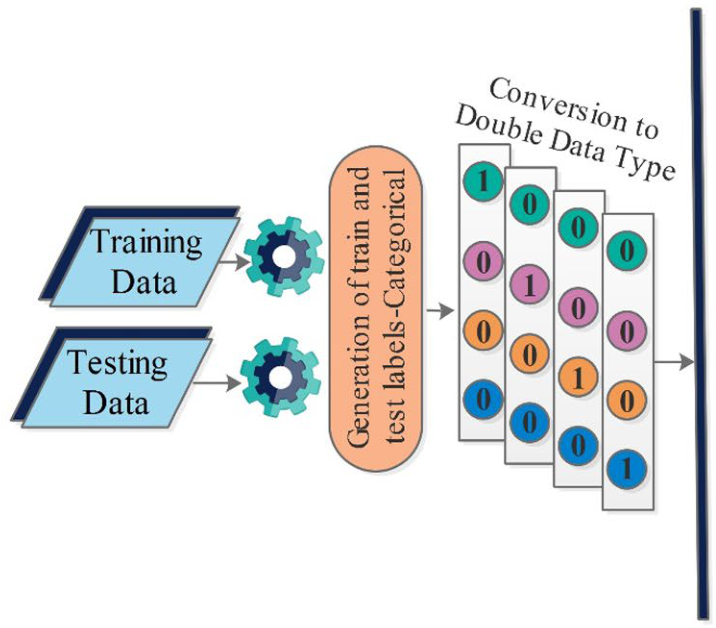 Conversion to
Double Data Type
Training
Data
Testing
Data
Generation of train and
test labels-Categorical
1 0 0 0
0 1 0 0
0 0 1 0
0 0 0 1